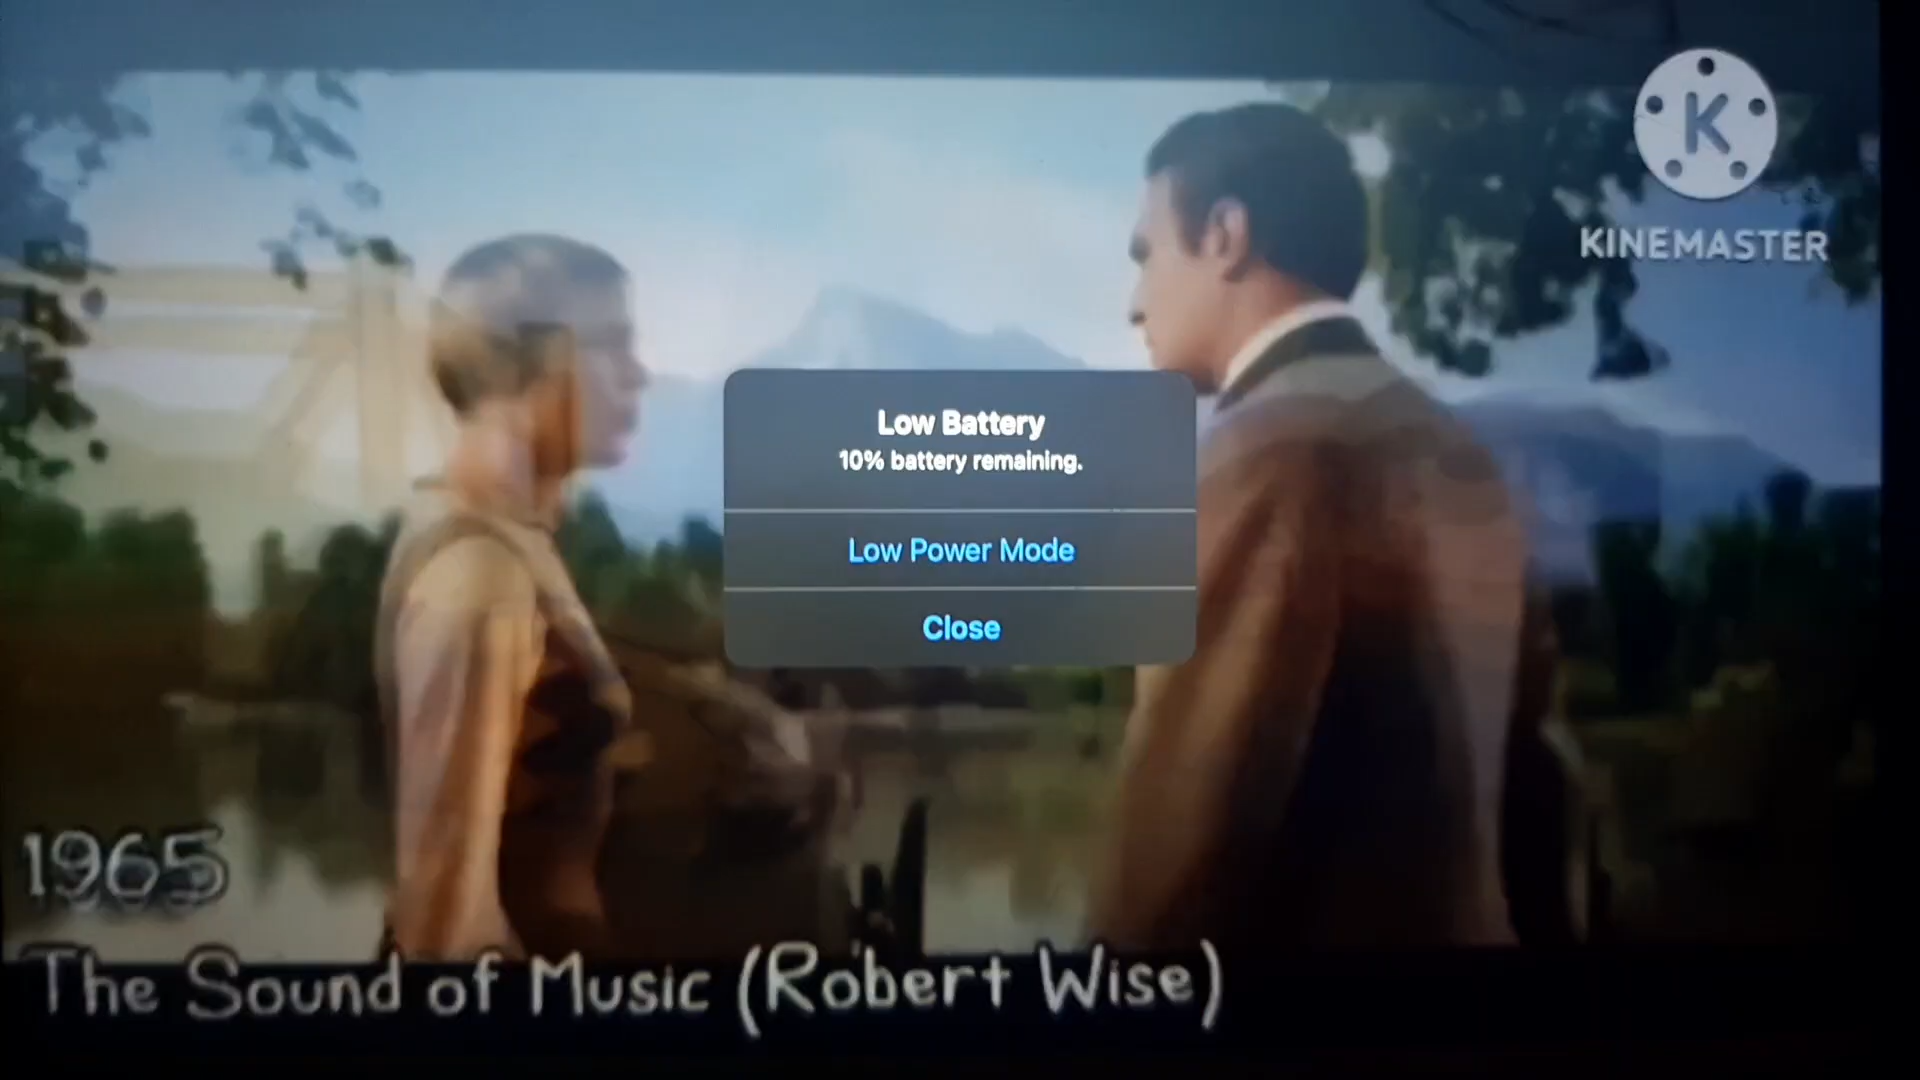 K
KINEMASTER
Low Battery
10% battery remaining.
Low Power Mode
Close
1965
The Sound of Music (Robert Wise)